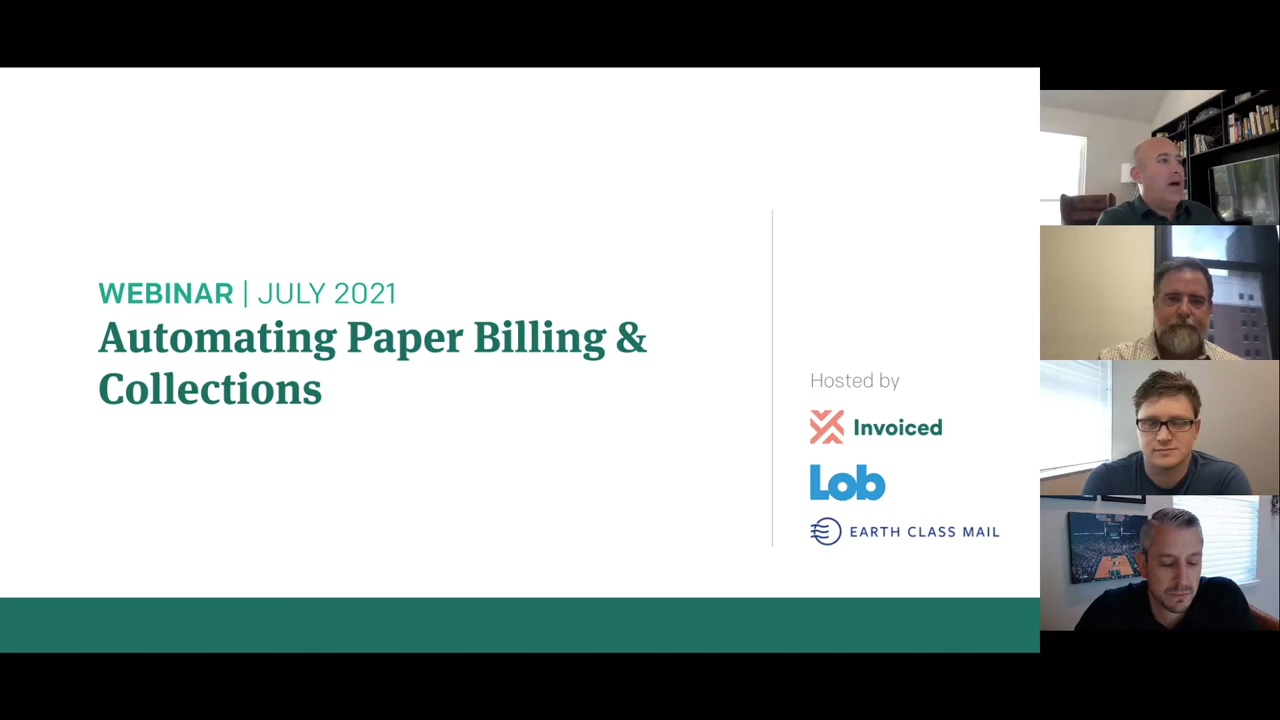 WEBINAR | JULY 2021
Automating Paper Billing &
Collections
Hosted by
Invoiced
Lob
EARTH CLASS MAIL